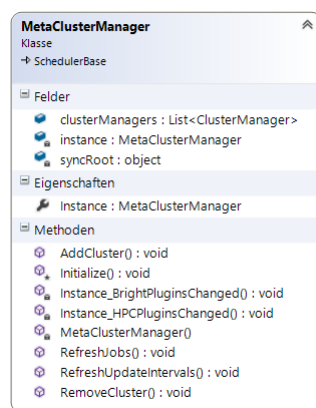 MetaClusterManager
Klasse
SchedulerBase
Felder
clusterManagers : List<ClusterManager>
instance : MetaClusterManager
syncRoot : object
Eigenschaften
Instance : MetaClusterManager
Methoden
AddCluster() : void
Initialize() : void
Instance_BrightPluginsChanged() : void
Instance_HPCPluginsChanged() : void
MetaClusterManager()
RefreshJobs() : void
RefreshUpdateIntervals() : void
RemoveCluster() : void